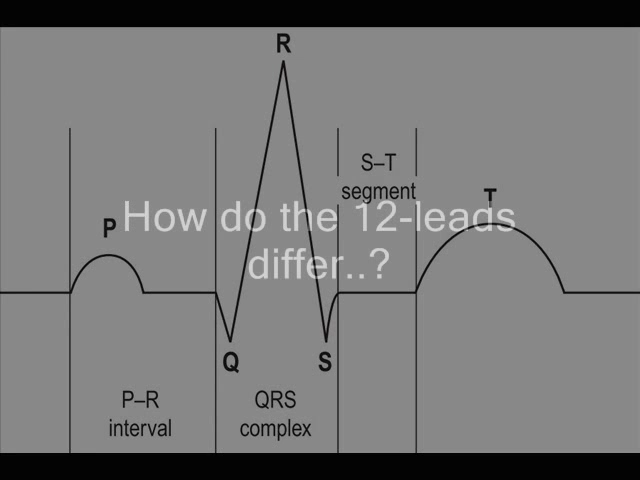 R
S–T
segment
T
P
How do the 12-leads
differ..?
Q
S
P–R
interval
QRS
complex